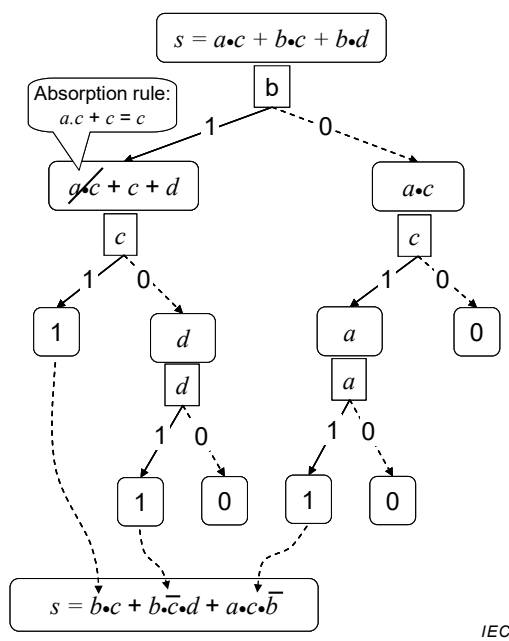 s = a•c + b•c + b•d
b
Absorption rule:
a.c + c = c
1 0
a•c + c + d
a•c
c
c
1 0 1 0
1
d
a
0
d
a
1 0 1 0
1
0
1
0
s = b•c + b•c̅•d + a•c•b̅
IEC